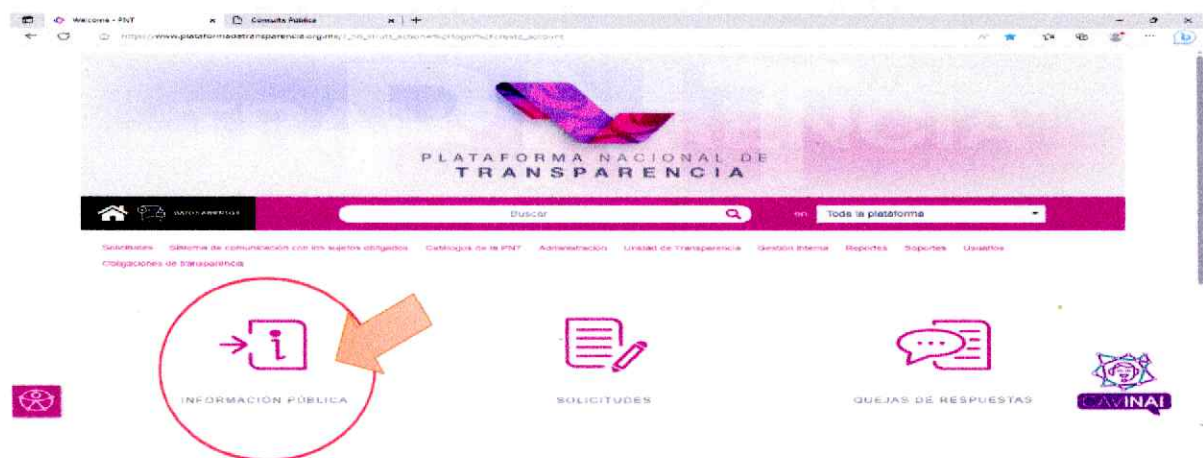 Welcome - PNT
Consulta Pública
PLATAFORMA NACIONAL DE
TRANSPARENCIA
DATOS ABIERTOS
Buscar
en
Toda la plataforma
Solicitudes Sistema de comunicación con los sujetos obligados Catálogos de la PNT Administración Unidad de Transparencia Gestión Interna Reportes Soportes Usuarios
Obligaciones de transparencia
INFORMACIÓN PÚBLICA
SOLICITUDES
QUEJAS DE RESPUESTAS
CAVINAI